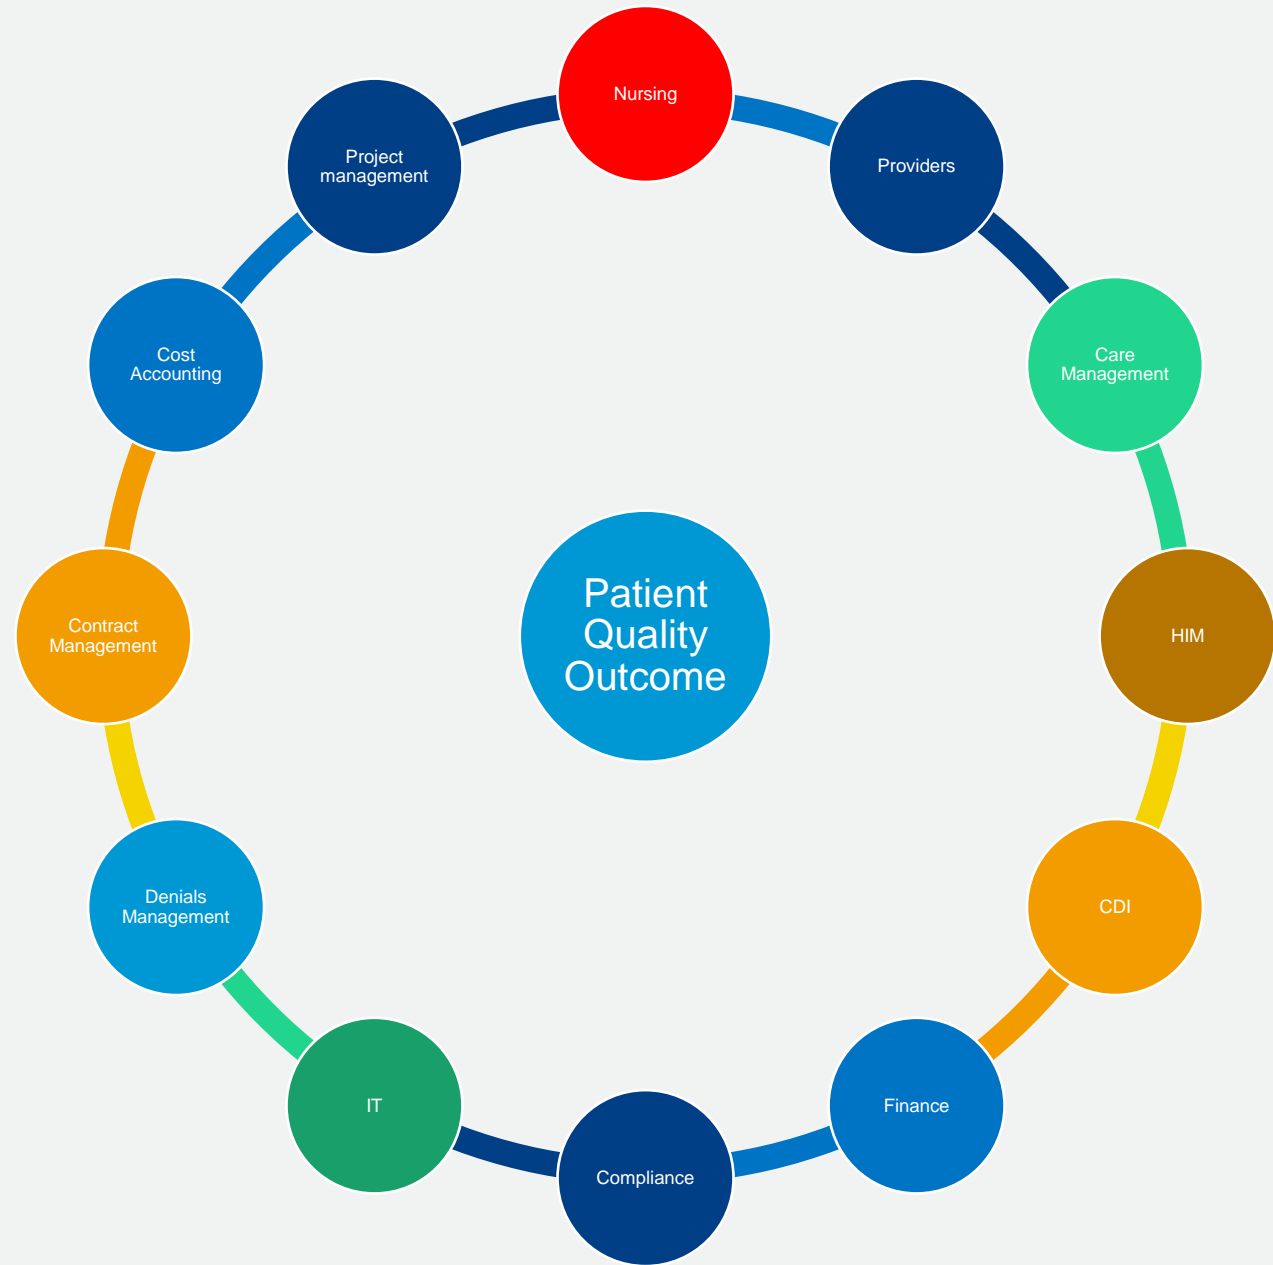 Nursing
Providers
Care
Management
HIM
CDI
Finance
Compliance
IT
Denials
Management
Contract
Management
Cost
Accounting
Project
management
Patient
Quality
Outcome